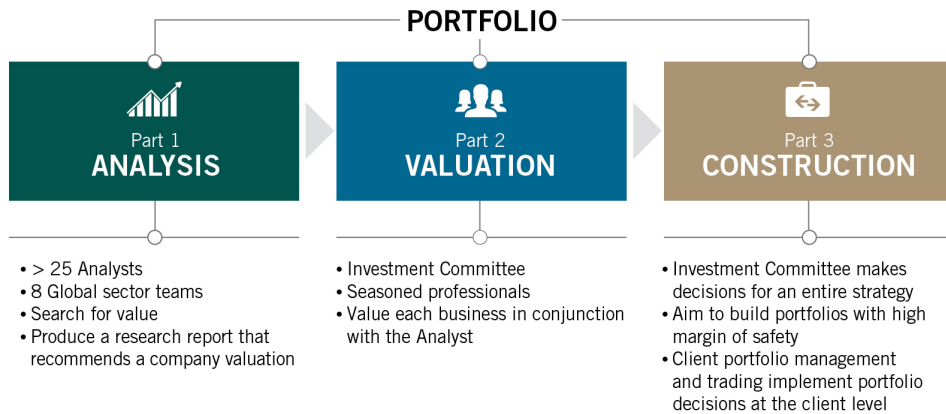 PORTFOLIO
Part 1
ANALYSIS
• > 25 Analysts
• 8 Global sector teams
• Search for value
• Produce a research report that
recommends a company valuation
Part 2
VALUATION
• Investment Committee
• Seasoned professionals
• Value each business in conjunction
with the Analyst
Part 3
CONSTRUCTION
• Investment Committee makes
decisions for an entire strategy
• Aim to build portfolios with high
margin of safety
• Client portfolio management
and trading implement portfolio
decisions at the client level